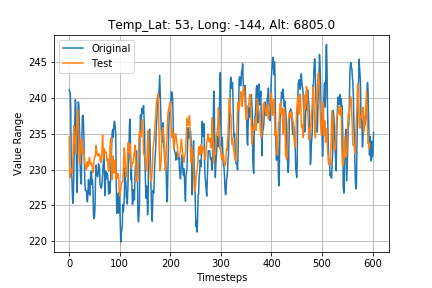 Temp_Lat: 53, Long: -144, Alt: 6805.0
Original
Test
245
240
235
230
225
220
Value Range
0 100 200 300 400 500 600
Timesteps